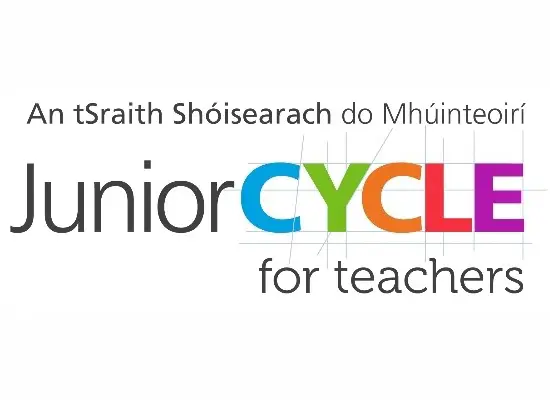 An tSraith Shóisearach do Mhúinteoirí
JuniorCYCLE
for teachers